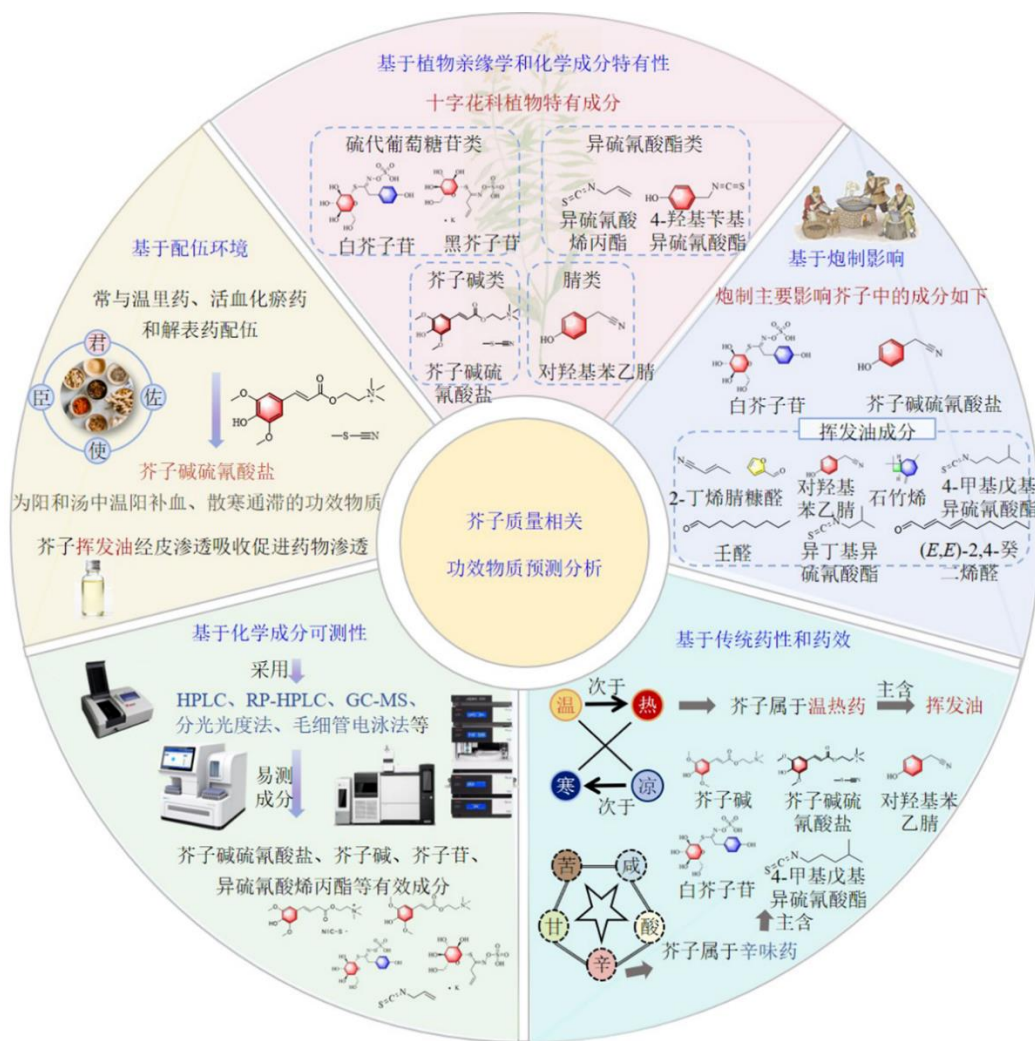 基于植物亲缘学和化学成分特有性
十字花科植物特有成分
硫代葡萄糖苷类
白芥子苷
黑芥子苷
异硫氰酸酯类
异硫氰酸
烯丙酯
4-羟基苄基
异硫氰酸酯
芥子碱类
芥子碱硫
氰酸盐
腈类
对羟基苯乙腈
基于炮制影响
炮制主要影响芥子中的成分如下
白芥子苷
芥子碱硫氰酸盐
挥发油成分
2-丁烯腈
糠醛
对羟基
苯乙腈
石竹烯
4-甲基戊基
异硫氰酸酯
壬醛
异丁基异
硫氰酸酯
(E,E)-2,4-癸
二烯醛
基于传统药性和药效
温
次于
热
寒
次于
凉
芥子属于温热药
主含
挥发油
芥子碱
芥子碱硫
氰酸盐
对羟基苯
乙腈
白芥子苷
4-甲基戊基
异硫氰酸酯
主含
芥子属于辛味药
苦
咸
甘
酸
辛
基于化学成分可测性
采用
HPLC、RP-HPLC、GC-MS、
分光光度法、毛细管电泳法等
易测
成分
芥子碱硫氰酸盐、芥子碱、芥子苷、
异硫氰酸烯丙酯等有效成分
基于配伍环境
常与温里药、活血化瘀药
和解表药配伍
君
臣
佐
使
芥子碱硫氰酸盐
为阳和汤中温阳补血、散寒通滞的功效物质
芥子挥发油经皮渗透吸收促进药物渗透
芥子质量相关
功效物质预测分析